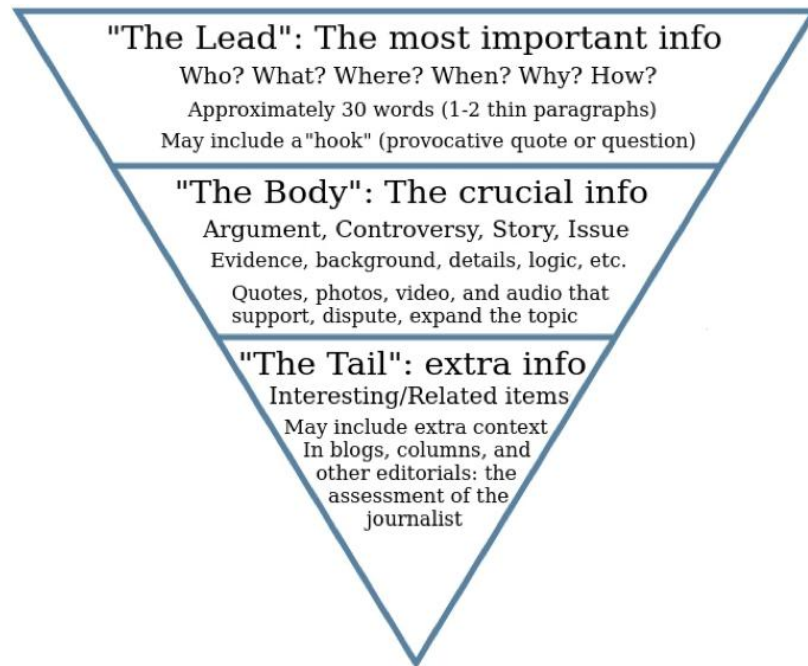 "The Lead": The most important info
Who? What? Where? When? Why? How?
Approximately 30 words (1-2 thin paragraphs)
May include a "hook" (provocative quote or question)
"The Body": The crucial info
Argument, Controversy, Story, Issue
Evidence, background, details, logic, etc.
Quotes, photos, video, and audio that
support, dispute, expand the topic
"The Tail": extra info
Interesting/Related items
May include extra context
In blogs, columns, and
other editorials: the
assessment of the
journalist